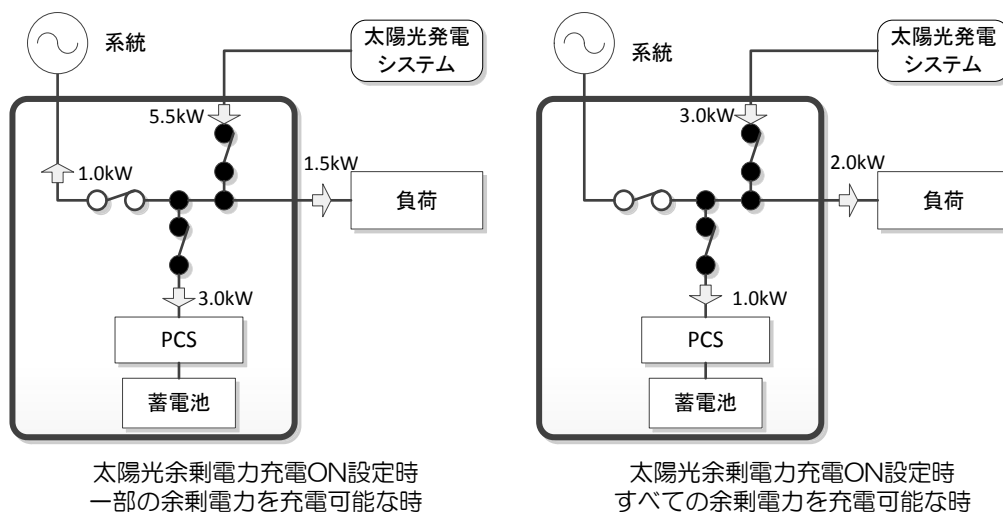 系統
太陽光発電
システム
5.5kW
1.5kW
1.0kW
負荷
3.0kW
PCS
蓄電池
太陽光余剰電力充電ON設定時
一部の余剰電力を充電可能な時
系統
太陽光発電
システム
3.0kW
2.0kW
負荷
1.0kW
PCS
蓄電池
太陽光余剰電力充電ON設定時
すべての余剰電力を充電可能な時